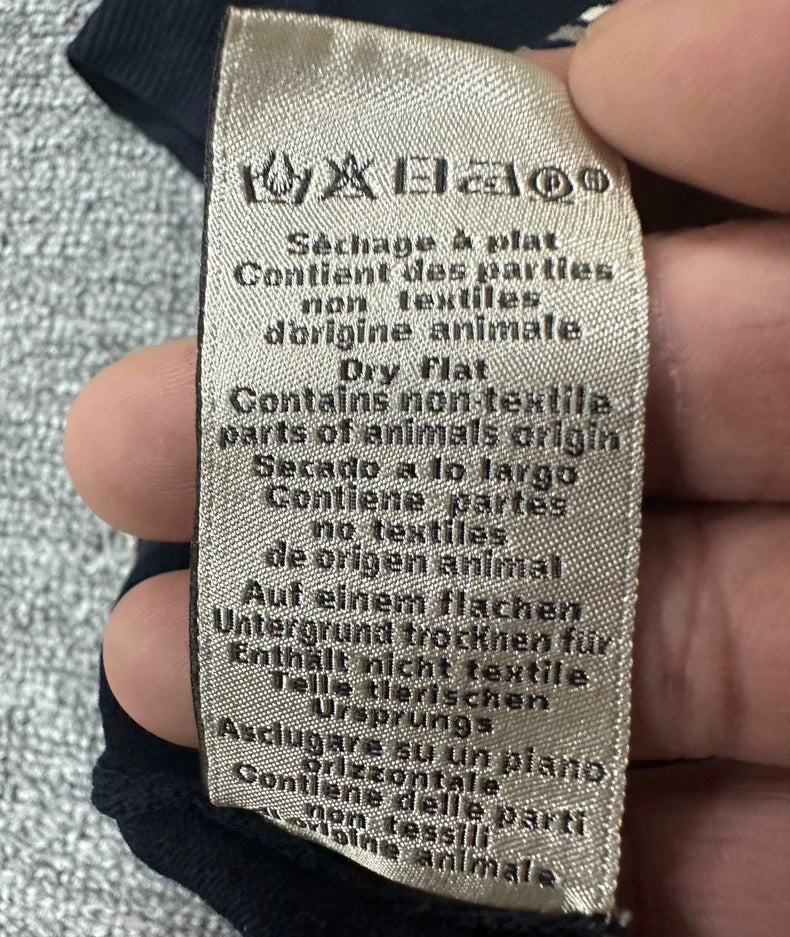 P
Séchage à plat
Contient des parties
non textiles
d'origine animale
Dry flat
Contains non-textile
parts of animals origin
Secado a lo largo
Contiene partes
no textiles
de origen animal
Auf einem flachen
Untergrund trocknen für
Enthält nicht textile
Teile tierischen
Ursprungs
Asciugare su un piano
orizzontale
Contiene delle parti
non tessili
di origine animale